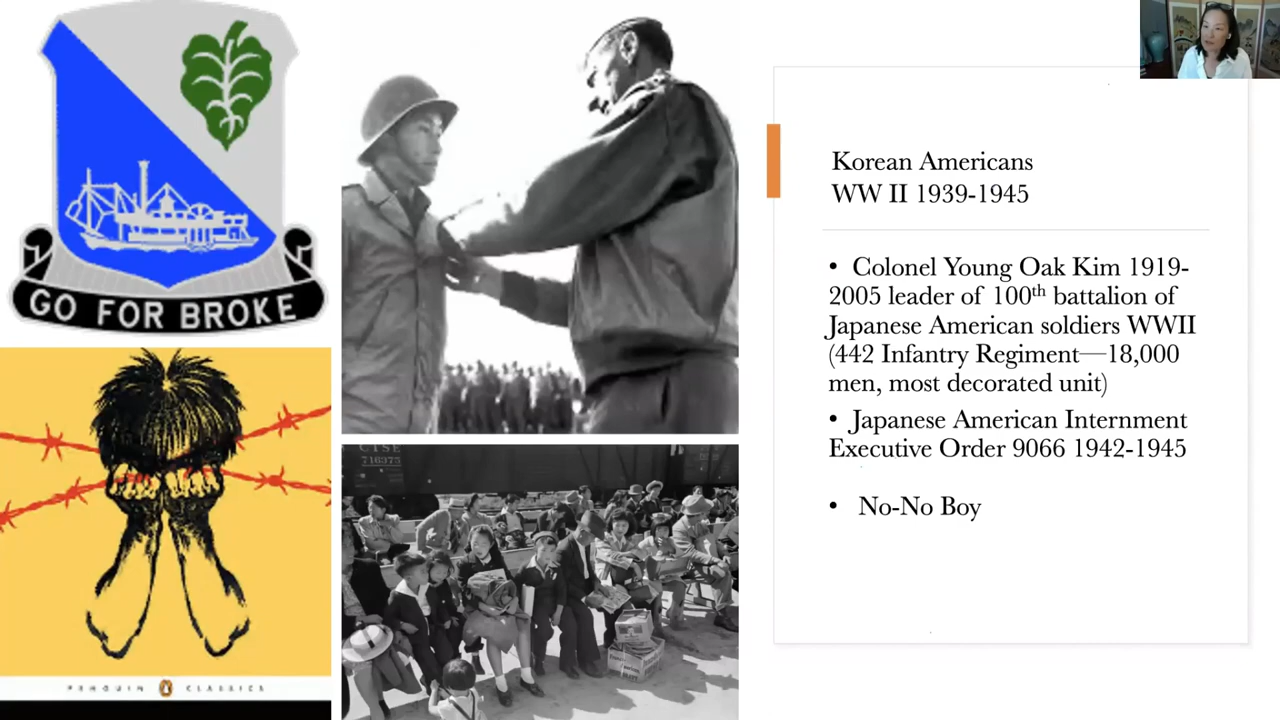 GO FOR BROKE
PENGUIN CLASSICS
CTSE
716375
Korean Americans
WW II 1939-1945
• Colonel Young Oak Kim 1919-
2005 leader of 100th battalion of
Japanese American soldiers WWII
(442 Infantry Regiment—18,000
men, most decorated unit)
• Japanese American Internment
Executive Order 9066 1942-1945
• No-No Boy